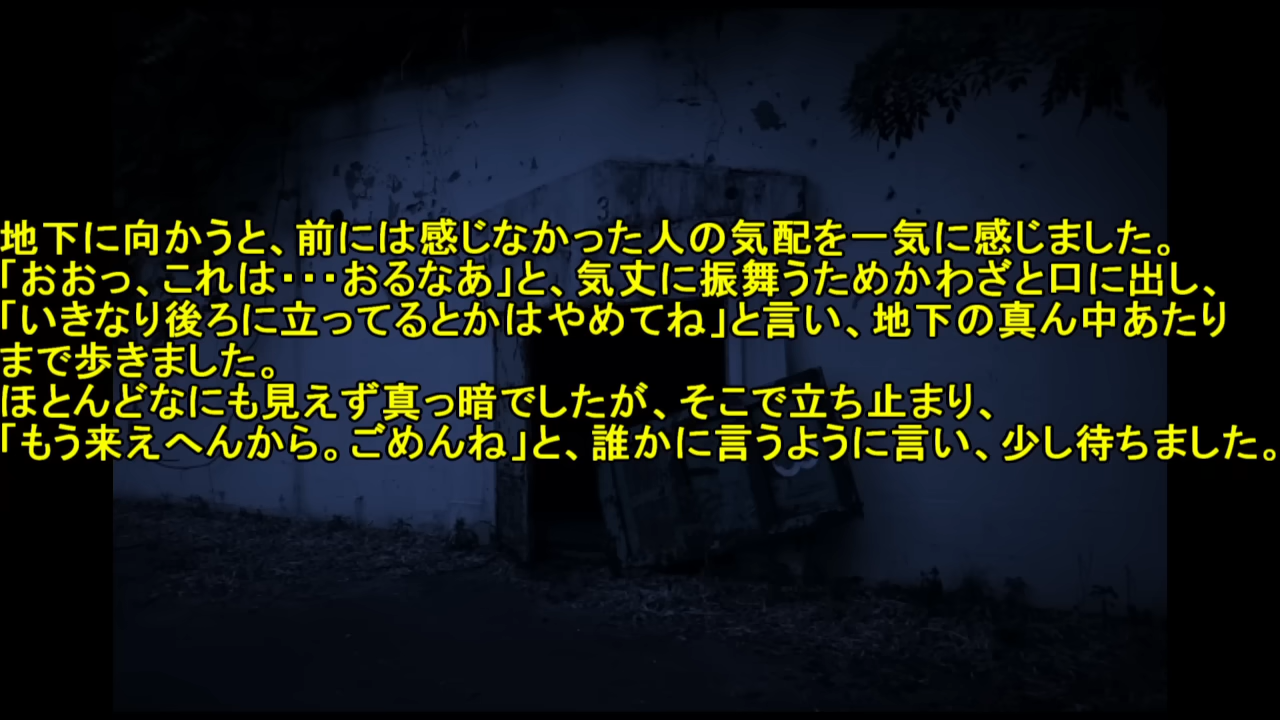 3
地下に向かうと、前には感じなかった人の気配を一気に感じました。
「おおっ、これは・・・おるなあ」と、気丈に振舞うためかわざと口に出し、
「いきなり後ろに立ってるとかはやめてね」と言い、地下の真ん中あたり
まで歩きました。
ほとんどなにも見えず真っ暗でしたが、そこで立ち止まり、
「もう来えへんから。ごめんね」と、誰かに言うように言い、少し待ちました。